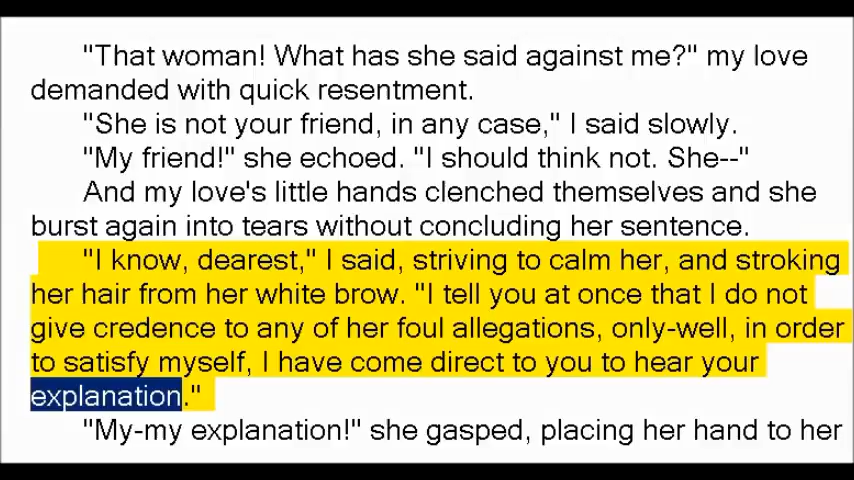 "That woman! What has she said against me?" my love
demanded with quick resentment.
"She is not your friend, in any case," I said slowly.
"My friend!" she echoed. "I should think not. She--"
And my love's little hands clenched themselves and she
burst again into tears without concluding her sentence.
"I know, dearest," I said, striving to calm her, and stroking
her hair from her white brow. "I tell you at once that I do not
give credence to any of her foul allegations, only-well, in order
to satisfy myself, I have come direct to you to hear your
explanation."
"My-my explanation!" she gasped, placing her hand to her